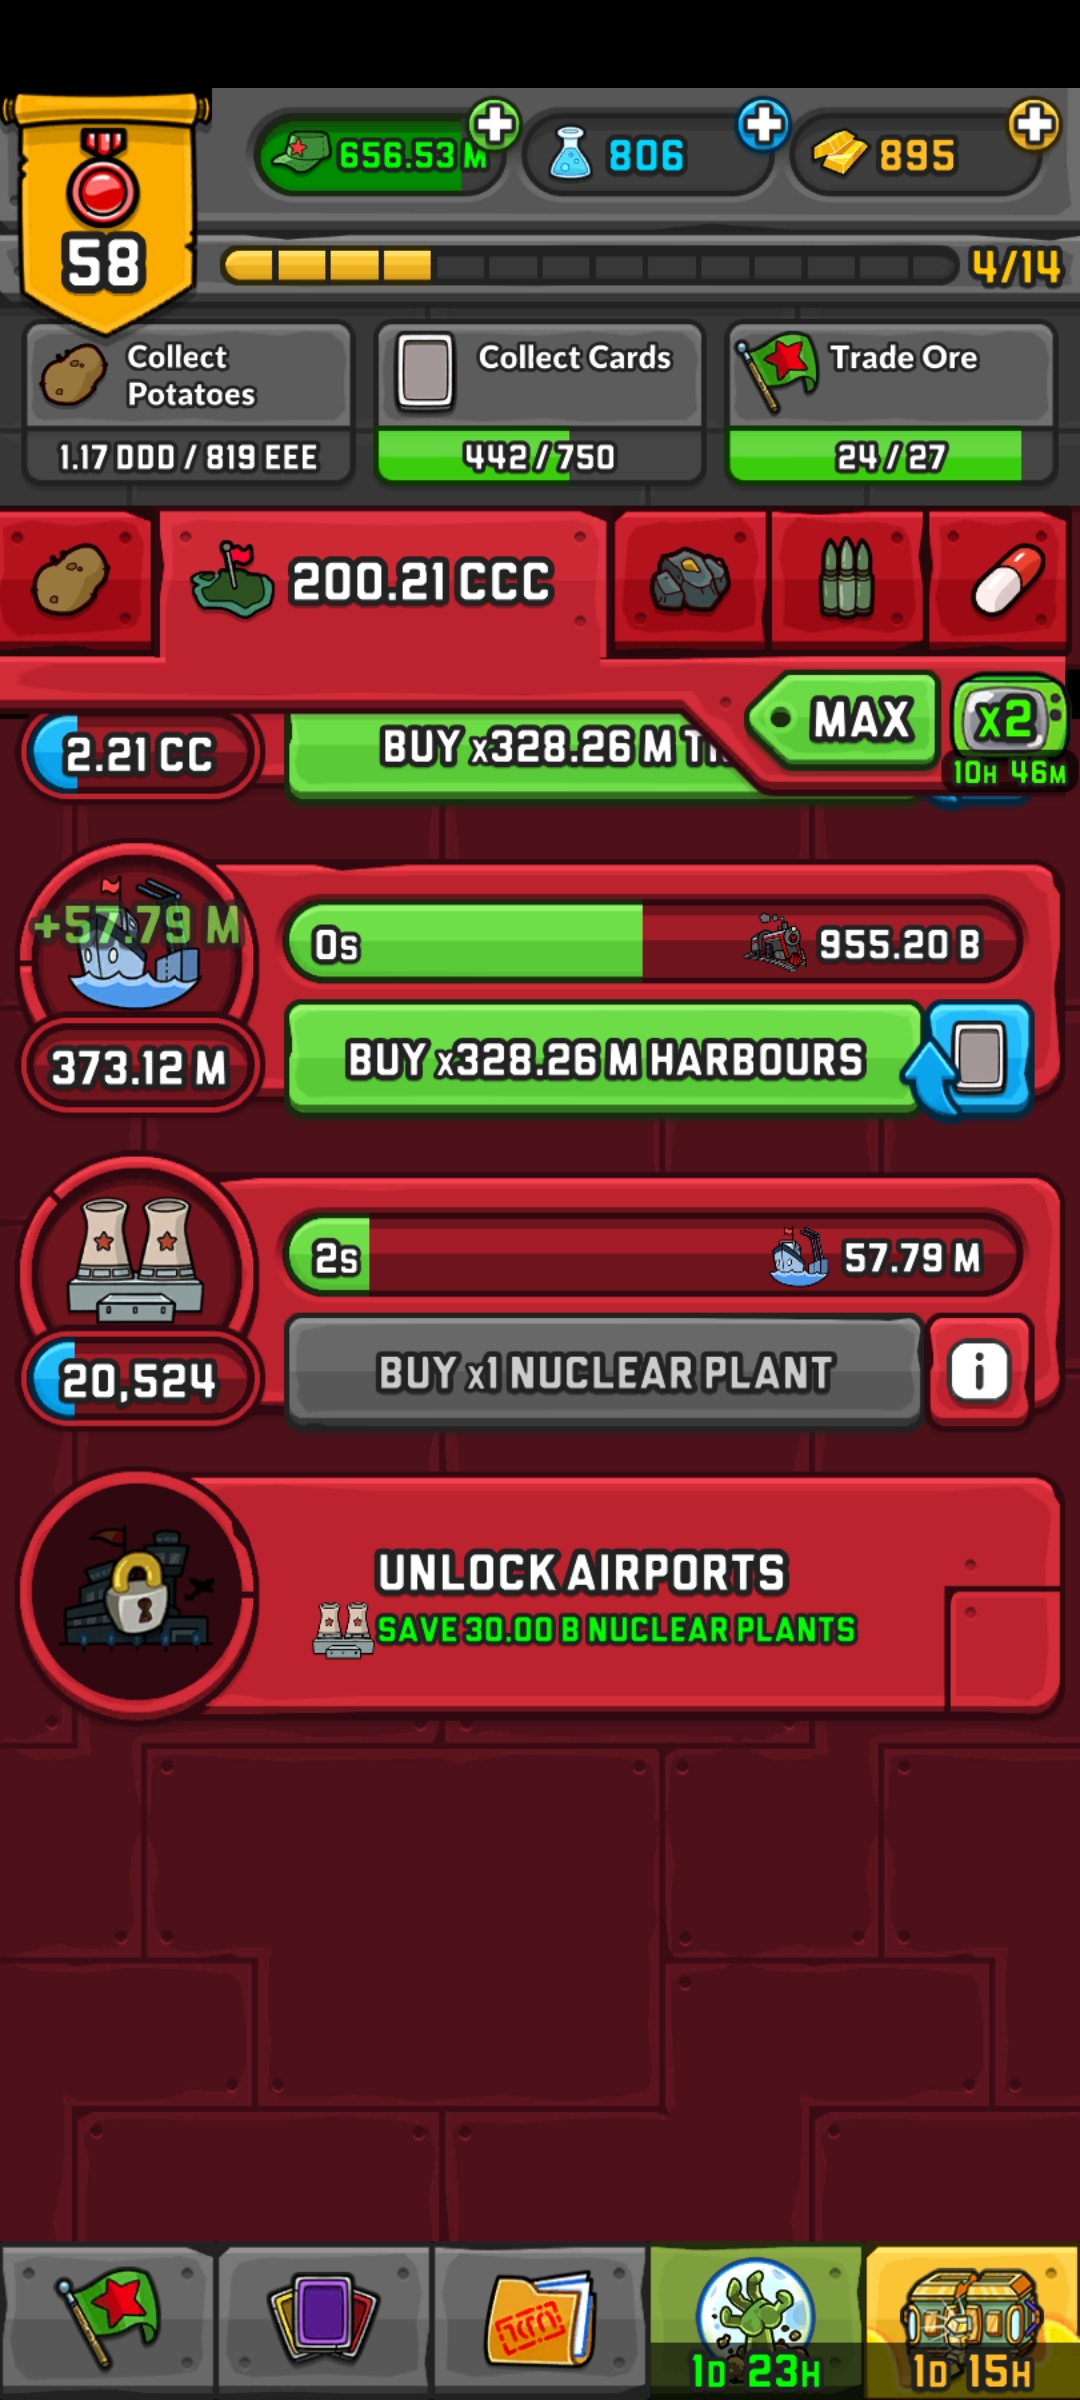 58
656.53 M
806
895
4/14
Collect
Potatoes
1.17 DDD / 819 EEE
Collect Cards
442/750
Trade Ore
24/27
200.21 CCC
MAX
x2
10H 46M
2.21 CC
BUY x328.26 M
+57.79 M
0s
955.20 B
373.12 M
BUY x328.26 M HARBOURS
2s
57.79 M
20,524
BUY x1 NUCLEAR PLANT
i
UNLOCK AIRPORTS
SAVE 30.00 B NUCLEAR PLANTS
1D 23H
1D 15H